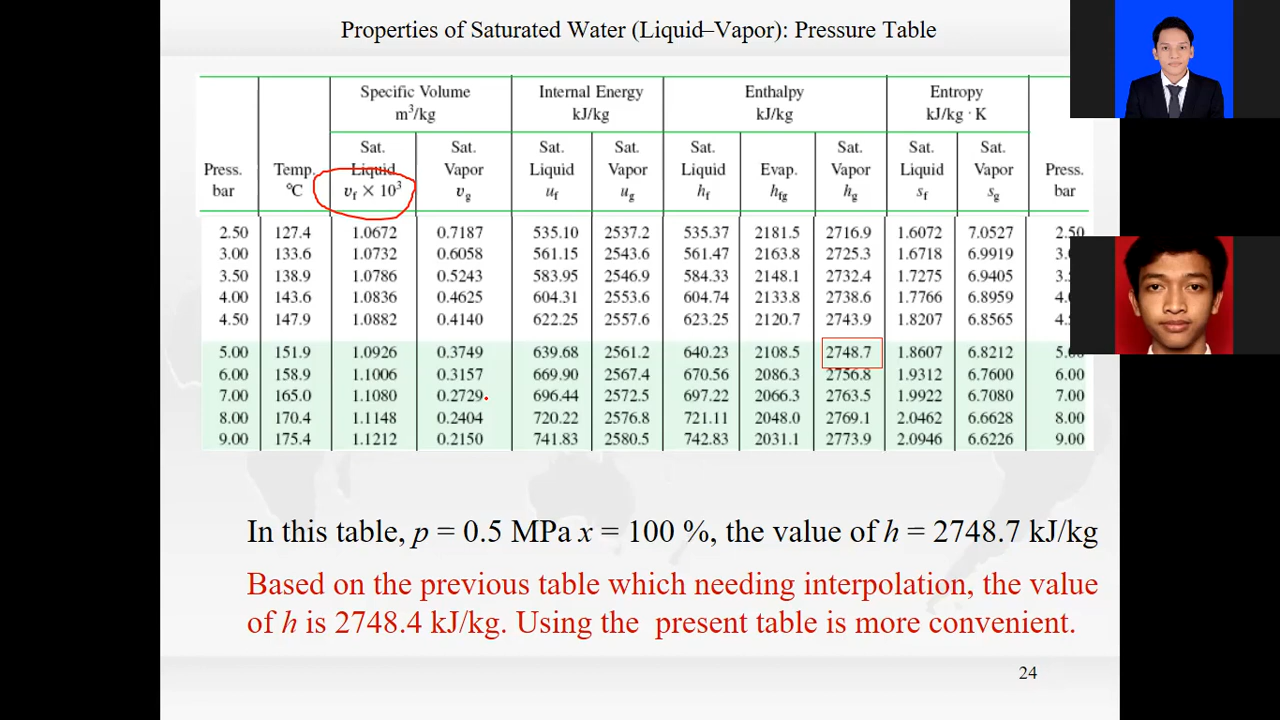 Properties of Saturated Water (Liquid–Vapor): Pressure Table
Specific Volume Internal Energy Enthalpy Entropy
m³/kg kJ/kg kJ/kg kJ/kg · K
Sat. Sat. Sat. Sat. Sat. Sat. Sat. Sat.
Press. Temp. Liquid Vapor Liquid Vapor Liquid Evap. Vapor Liquid Vapor Press.
bar °C vf × 10³ vg uf ug hf hfg hg sf sg bar
2.50 127.4 1.0672 0.7187 535.10 2537.2 535.37 2181.5 2716.9 1.6072 7.0527 2.50
3.00 133.6 1.0732 0.6058 561.15 2543.6 561.47 2163.8 2725.3 1.6718 6.9919 3.
3.50 138.9 1.0786 0.5243 583.95 2546.9 584.33 2148.1 2732.4 1.7275 6.9405 3.
4.00 143.6 1.0836 0.4625 604.31 2553.6 604.74 2133.8 2738.6 1.7766 6.8959 4.
4.50 147.9 1.0882 0.4140 622.25 2557.6 623.25 2120.7 2743.9 1.8207 6.8565 4.
5.00 151.9 1.0926 0.3749 639.68 2561.2 640.23 2108.5 2748.7 1.8607 6.8212 5.00
6.00 158.9 1.1006 0.3157 669.90 2567.4 670.56 2086.3 2756.8 1.9312 6.7600 6.00
7.00 165.0 1.1080 0.2729 696.44 2572.5 697.22 2066.3 2763.5 1.9922 6.7080 7.00
8.00 170.4 1.1148 0.2404 720.22 2576.8 721.11 2048.0 2769.1 2.0462 6.6628 8.00
9.00 175.4 1.1212 0.2150 741.83 2580.5 742.83 2031.1 2773.9 2.0946 6.6226 9.00
In this table, p = 0.5 MPa x = 100 %, the value of h = 2748.7 kJ/kg
Based on the previous table which needing interpolation, the value
of h is 2748.4 kJ/kg. Using the present table is more convenient.
24